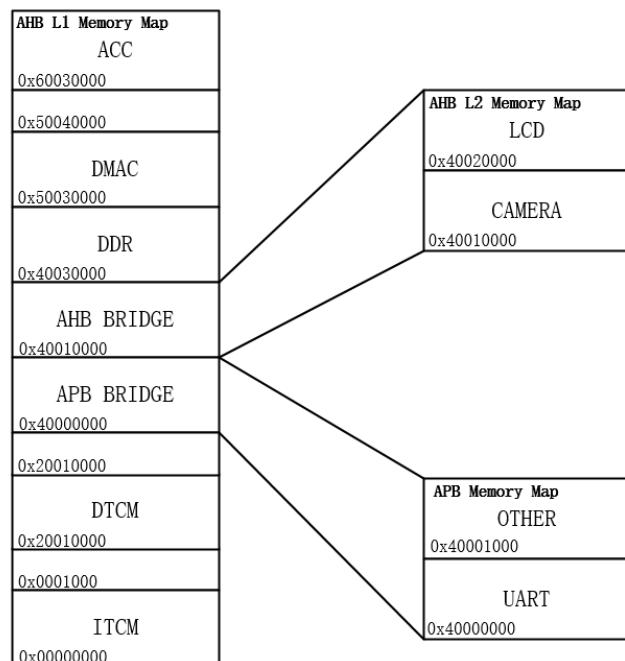 AHB L1 Memory Map
ACC
0x60030000
0x50040000
DMAC
0x50030000
DDR
0x40030000
AHB BRIDGE
0x40010000
APB BRIDGE
0x40000000
0x20010000
DTCM
0x20010000
0x0001000
ITCM
0x00000000
AHB L2 Memory Map
LCD
0x40020000
CAMERA
0x40010000
APB Memory Map
OTHER
0x40001000
UART
0x40000000